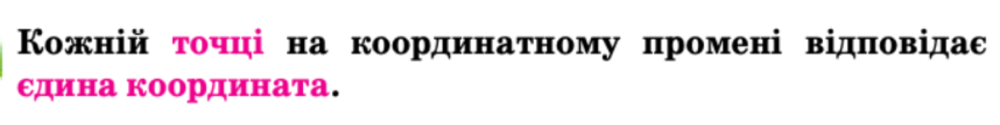 Кожній точці на координатному промені відповідає
єдина координата.